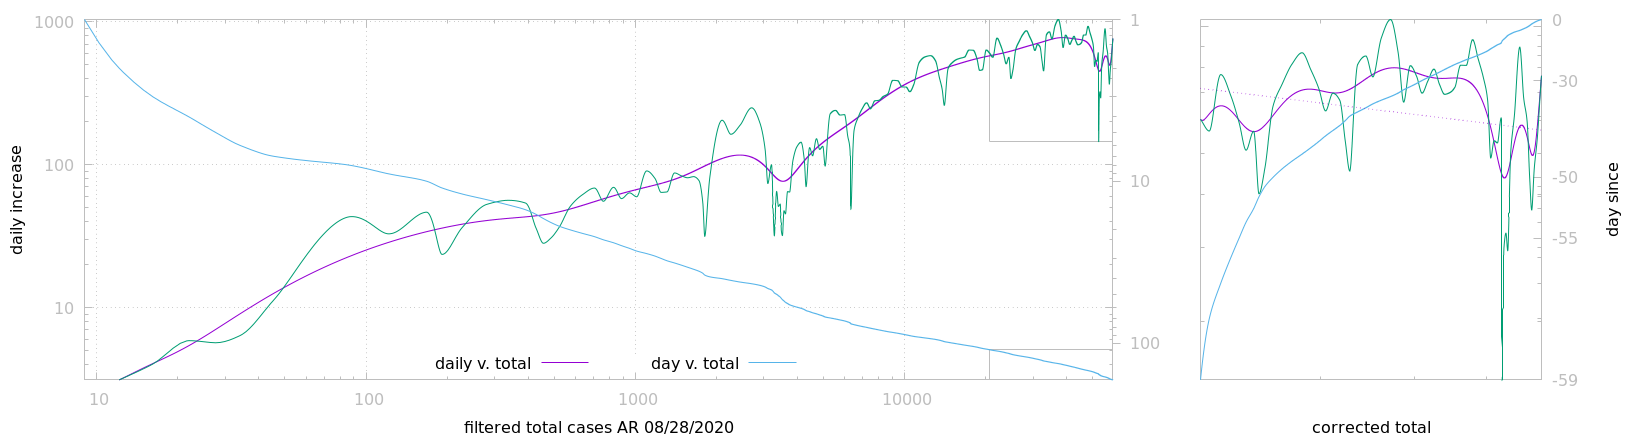 1000
100
10
daily increase
10
100
1000
10000
filtered total cases AR 08/28/2020
daily v. total
day v. total
1
10
100
0
-30
-50
-55
-59
day since
corrected total